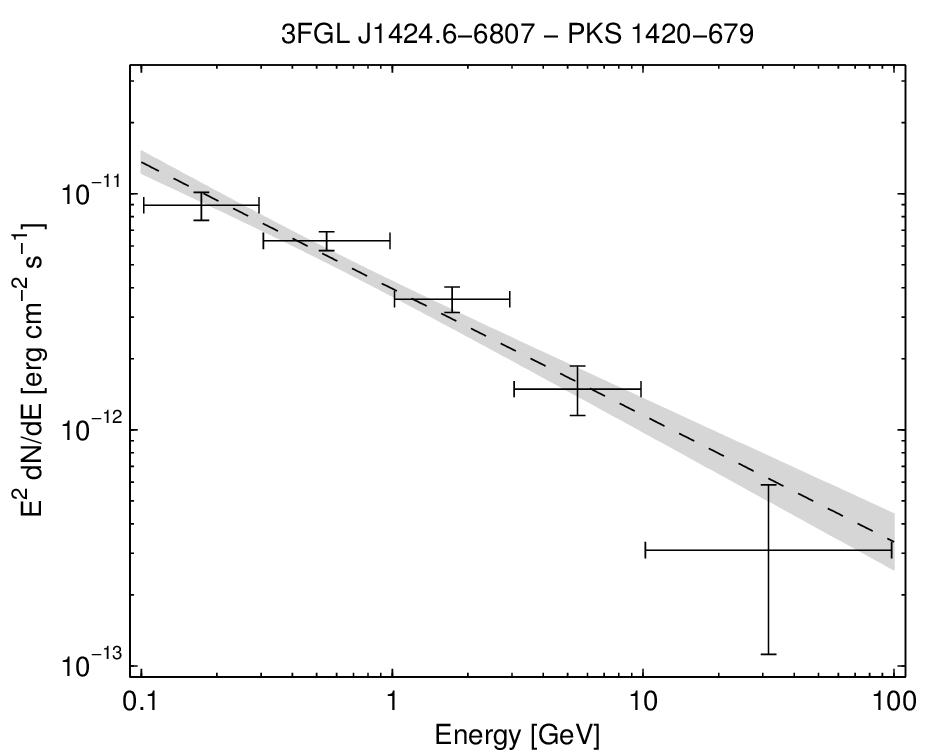 3FGL J1424.6−6807 − PKS 1420−679
E² dN/dE [erg cm⁻² s⁻¹]
10⁻¹¹
10⁻¹²
10⁻¹³
0.1 1 10 100
Energy [GeV]